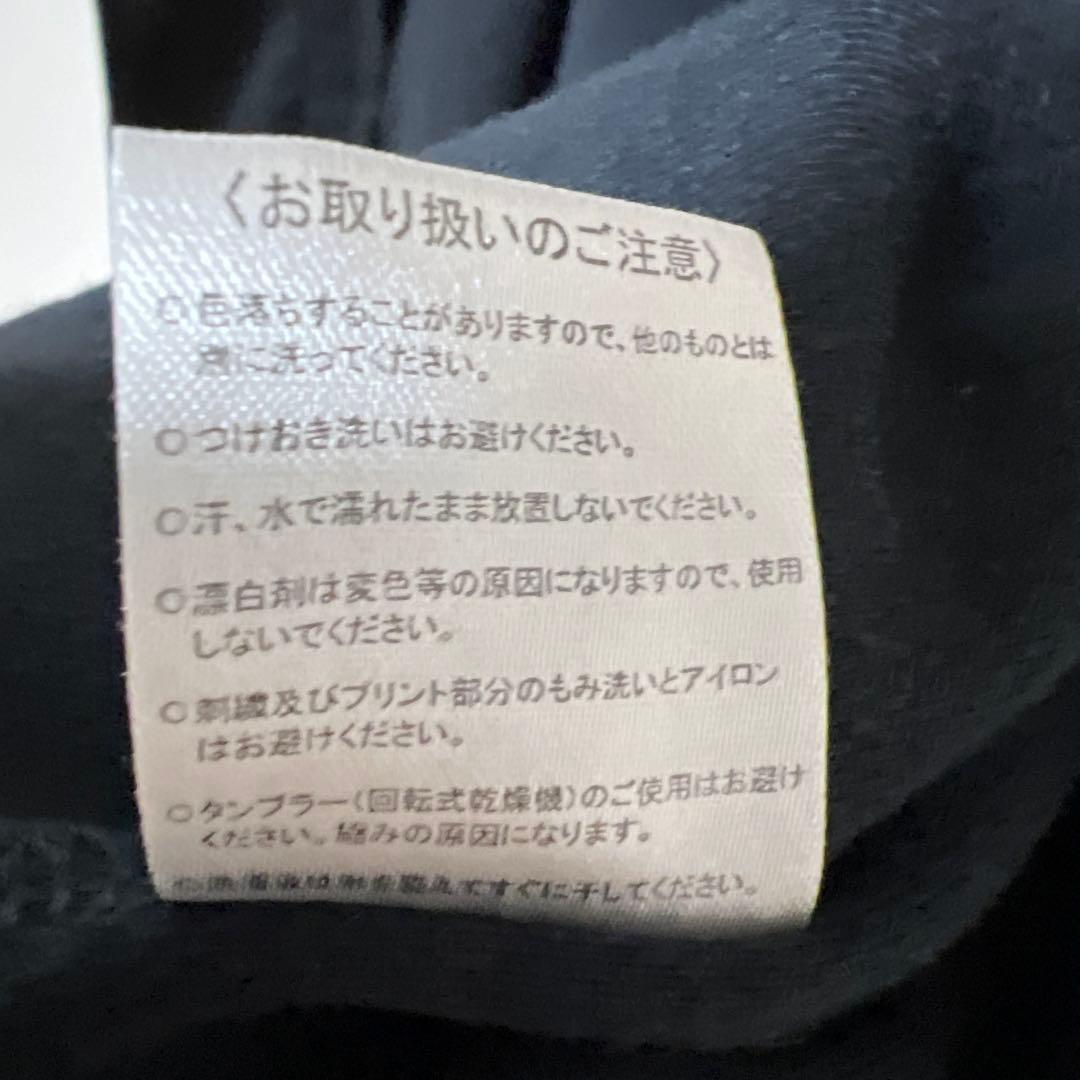 〈お取り扱いのご注意〉
○色落ちすることがありますので、他のものとは
別に洗ってください。
○つけおき洗いはお避けください。
○汗、水で濡れたまま放置しないでください。
○漂白剤は変色等の原因になりますので、使用
しないでください。
○刺繍及びプリント部分のもみ洗いとアイロン
はお避けください。
○タンブラー(回転式乾燥機)のご使用はお避け
ください。縮みの原因になります。
てすぐに干してください。